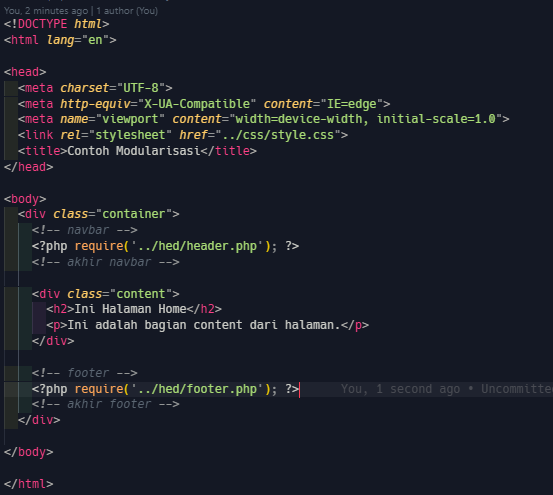 You, 2 minutes ago | 1 author (You)
<!DOCTYPE html>
<html lang="en">
<head>
<meta charset="UTF-8">
<meta http-equiv="X-UA-Compatible" content="IE=edge">
<meta name="viewport" content="width=device-width, initial-scale=1.0">
<link rel="stylesheet" href="../css/style.css">
<title>Contoh Modularisasi</title>
</head>
<body>
<div class="container">
<!-- navbar -->
<?php require('../hed/header.php'); ?>
<!-- akhir navbar -->
<div class="content">
<h2>Ini Halaman Home</h2>
<p>Ini adalah bagian content dari halaman.</p>
</div>
<!-- footer -->
<?php require('../hed/footer.php'); ?> You, 1 second ago • Uncommitted
<!-- akhir footer -->
</div>
</body>
</html>